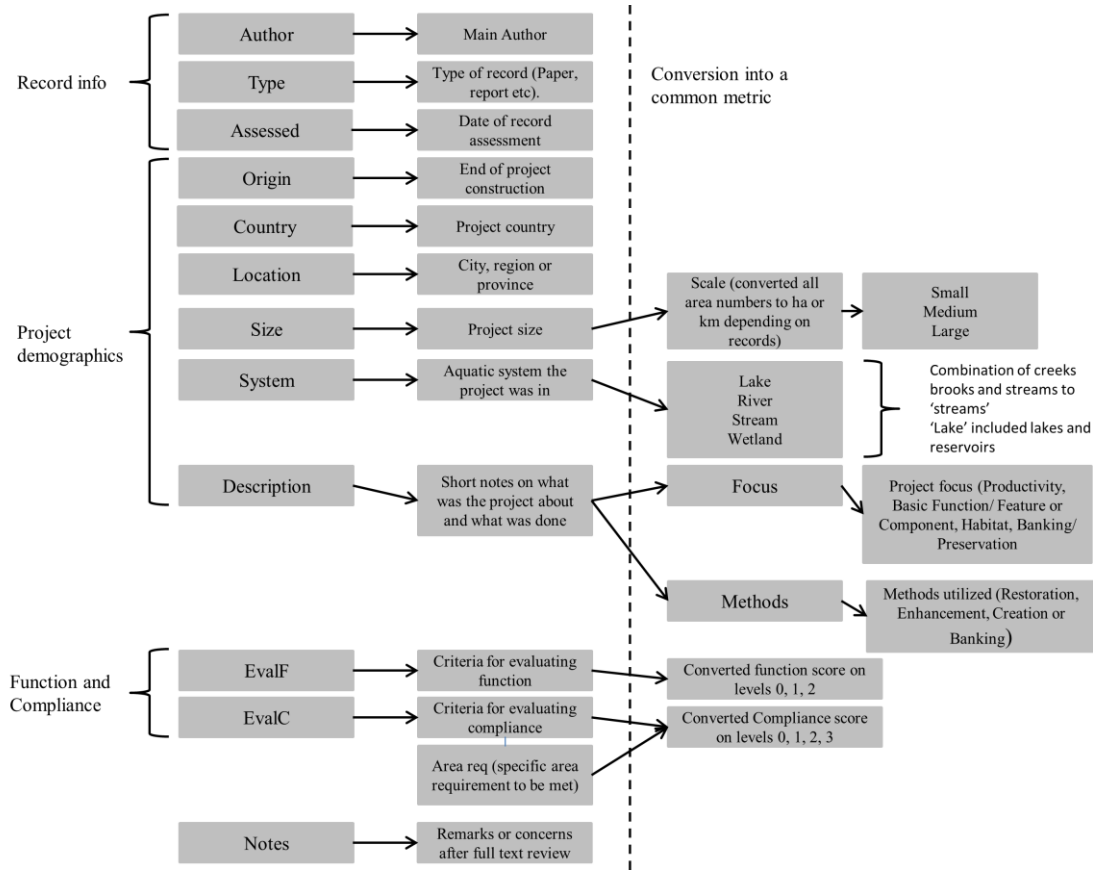 Record info
Author
Main Author
Type
Type of record (Paper,
report etc).
Assessed
Date of record
assessment
Conversion into a
common metric
Project
demographics
Origin
End of project
construction
Country
Project country
Location
City, region or
province
Size
Project size
Scale (converted all
area numbers to ha or
km depending on
records)
Small
Medium
Large
System
Aquatic system the
project was in
Lake
River
Stream
Wetland
Combination of creeks
brooks and streams to
‘streams’
‘Lake’ included lakes and
reservoirs
Description
Short notes on what
was the project about
and what was done
Focus
Project focus (Productivity,
Basic Function/ Feature or
Component, Habitat, Banking/
Preservation
Methods
Methods utilized (Restoration,
Enhancement, Creation or
Banking)
Function and
Compliance
EvalF
Criteria for evaluating
function
Converted function score on
levels 0, 1, 2
EvalC
Criteria for evaluating
compliance
Converted Compliance score
on levels 0, 1, 2, 3
Area req (specific area
requirement to be met)
Notes
Remarks or concerns
after full text review